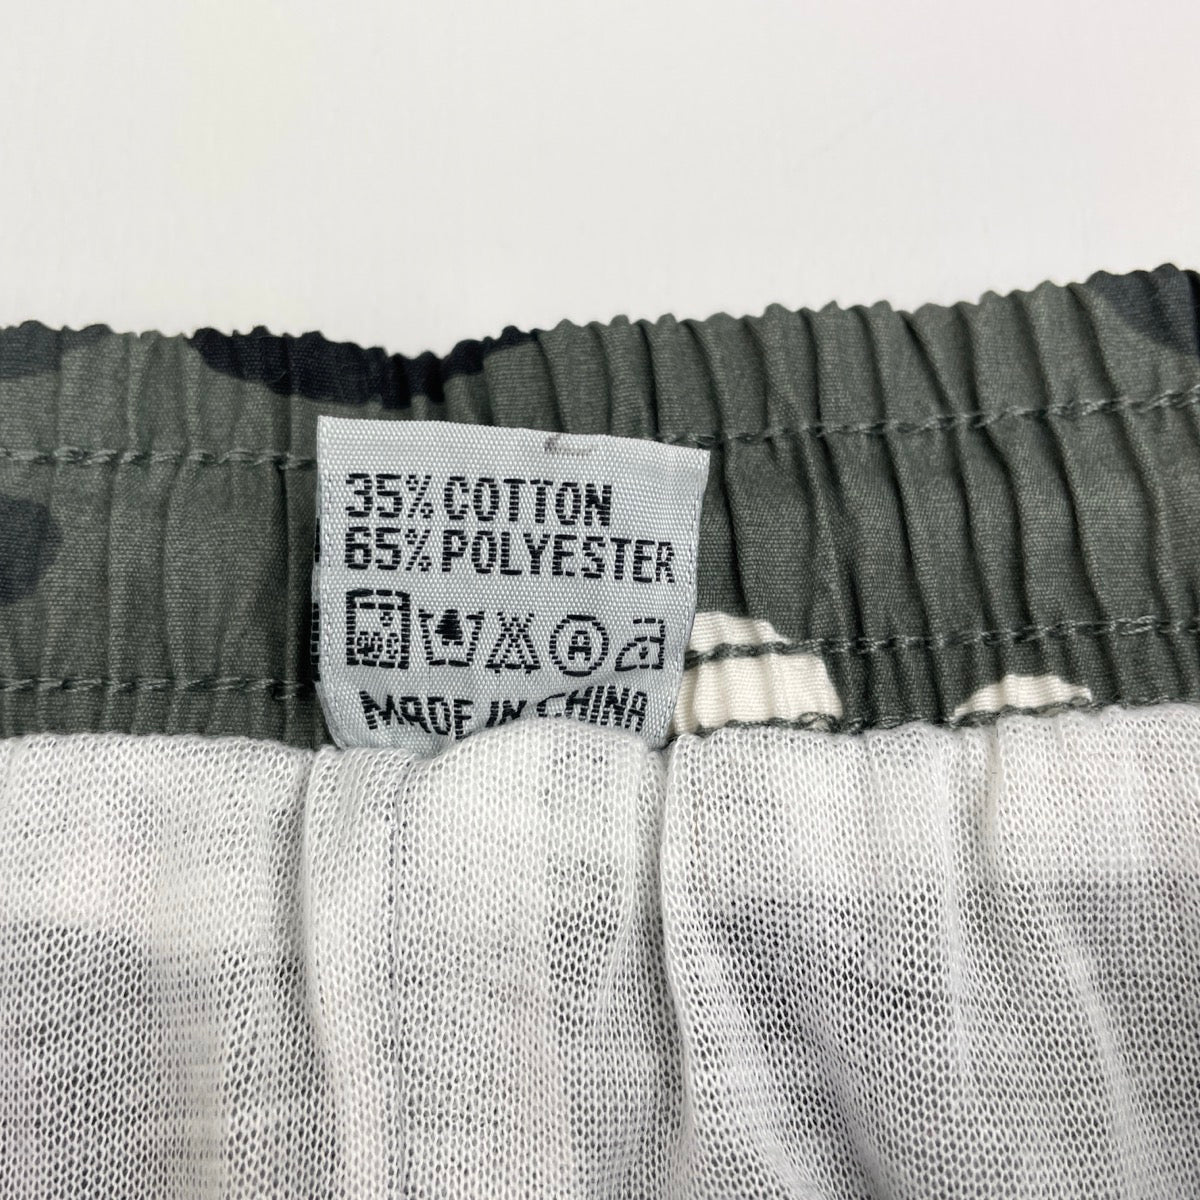 35% COTTON
65% POLYESTER
A
MADE IN CHINA